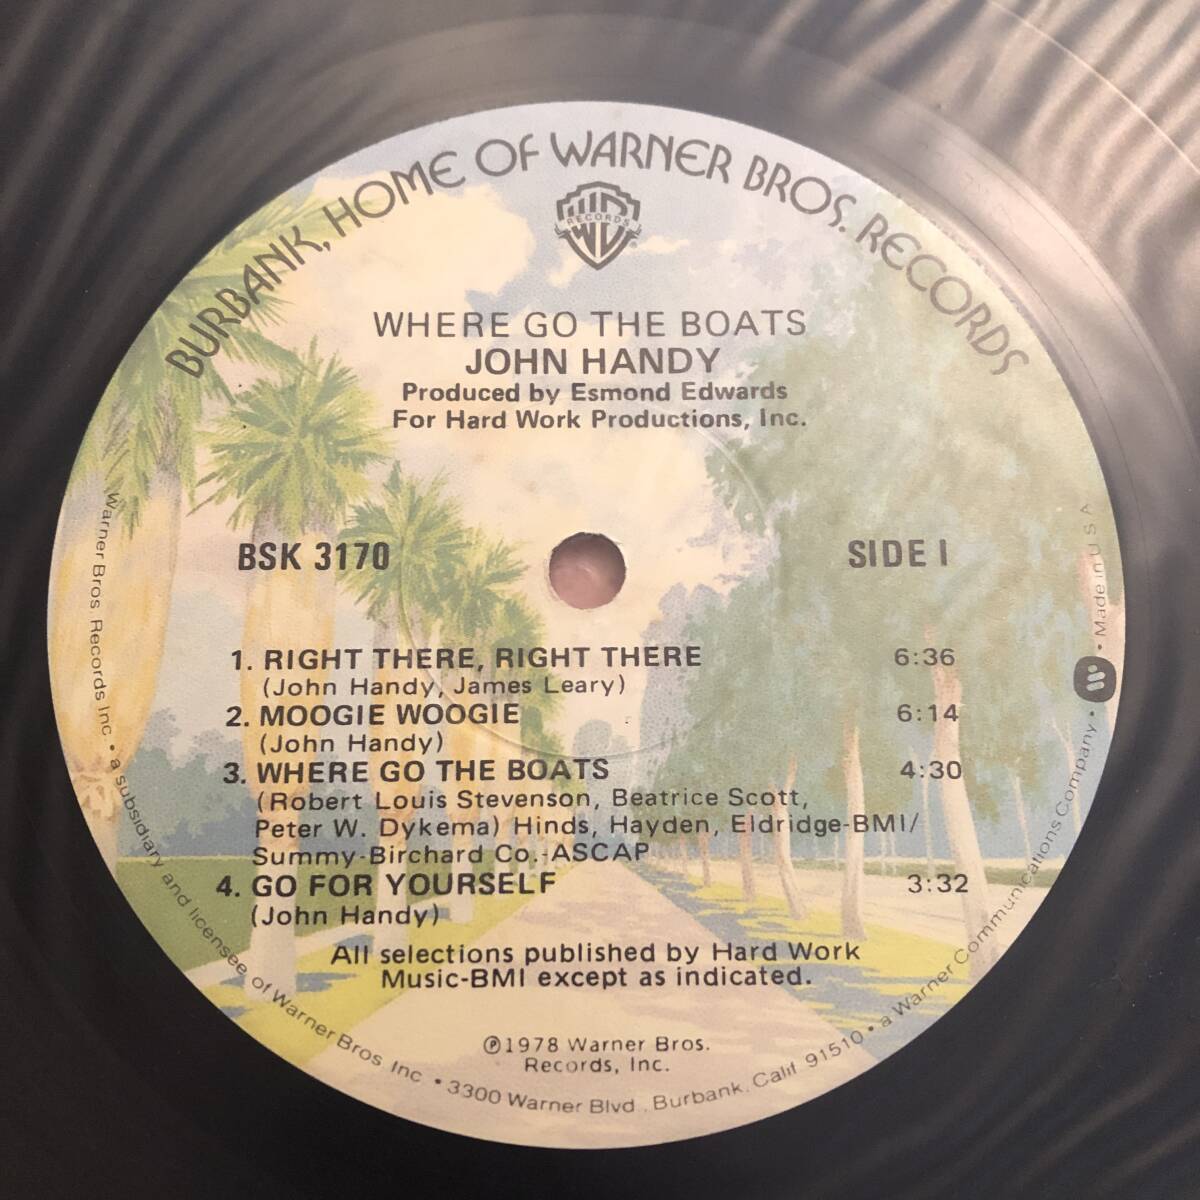 BURBANK, HOME OF WARNER BROS. RECORDS
RECORDS
WHERE GO THE BOATS
JOHN HANDY
Produced by Esmond Edwards
For Hard Work Productions, Inc.
BSK 3170
SIDE 1
1. RIGHT THERE, RIGHT THERE 6:36
(John Handy, James Leary)
2. MOOGIE WOOGIE 6:14
(John Handy)
3. WHERE GO THE BOATS 4:30
(Robert Louis Stevenson, Beatrice Scott,
Peter W. Dykema) Hinds, Hayden, Eldridge-BMI/
Summy-Birchard Co.-ASCAP
4. GO FOR YOURSELF 3:32
(John Handy)
All selections published by Hard Work
Music-BMI except as indicated.
℗1978 Warner Bros.
Records, Inc.
Warner Bros. Records Inc. • a subsidiary and licensee of Warner Bros. Inc. • 3300 Warner Blvd., Burbank, Calif. 91510 • a Warner Communications Company • Made in U S A